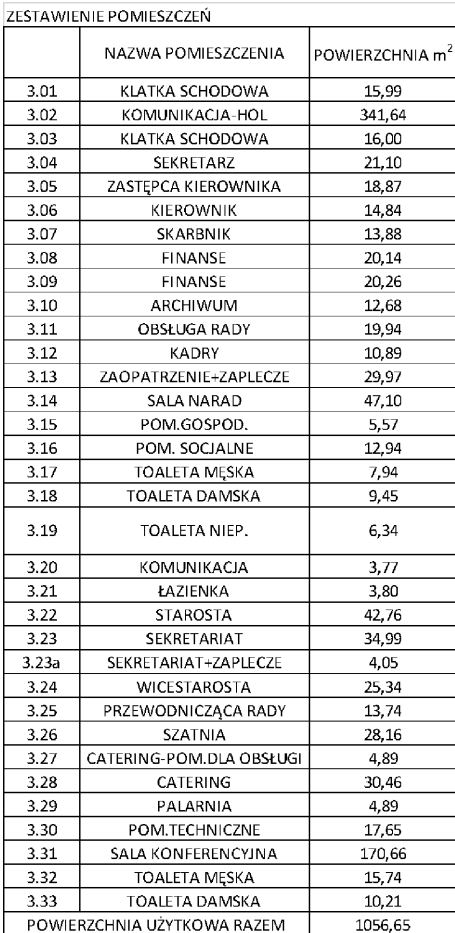 ZESTAWIENIE POMIESZCZEŃ
NAZWA POMIESZCZENIA POWIERZCHNIA m²
3.01 KLATKA SCHODOWA 15,99
3.02 KOMUNIKACJA-HOL 341,64
3.03 KLATKA SCHODOWA 16,00
3.04 SEKRETARZ 21,10
3.05 ZASTĘPCA KIEROWNIKA 18,87
3.06 KIEROWNIK 14,84
3.07 SKARBNIK 13,88
3.08 FINANSE 20,14
3.09 FINANSE 20,26
3.10 ARCHIWUM 12,68
3.11 OBSŁUGA RADY 19,94
3.12 KADRY 10,89
3.13 ZAOPATRZENIE+ZAPLECZE 29,97
3.14 SALA NARAD 47,10
3.15 POM.GOSPOD. 5,57
3.16 POM. SOCJALNE 12,94
3.17 TOALETA MĘSKA 7,94
3.18 TOALETA DAMSKA 9,45
3.19 TOALETA NIEP. 6,34
3.20 KOMUNIKACJA 3,77
3.21 ŁAZIENKA 3,80
3.22 STAROSTA 42,76
3.23 SEKRETARIAT 34,99
3.23a SEKRETARIAT+ZAPLECZE 4,05
3.24 WICESTAROSTA 25,34
3.25 PRZEWODNICZĄCA RADY 13,74
3.26 SZATNIA 28,16
3.27 CATERING-POM.DLA OBSŁUGI 4,89
3.28 CATERING 30,46
3.29 PALARNIA 4,89
3.30 POM.TECHNICZNE 17,65
3.31 SALA KONFERENCYJNA 170,66
3.32 TOALETA MĘSKA 15,74
3.33 TOALETA DAMSKA 10,21
POWIERZCHNIA UŻYTKOWA RAZEM 1056,65